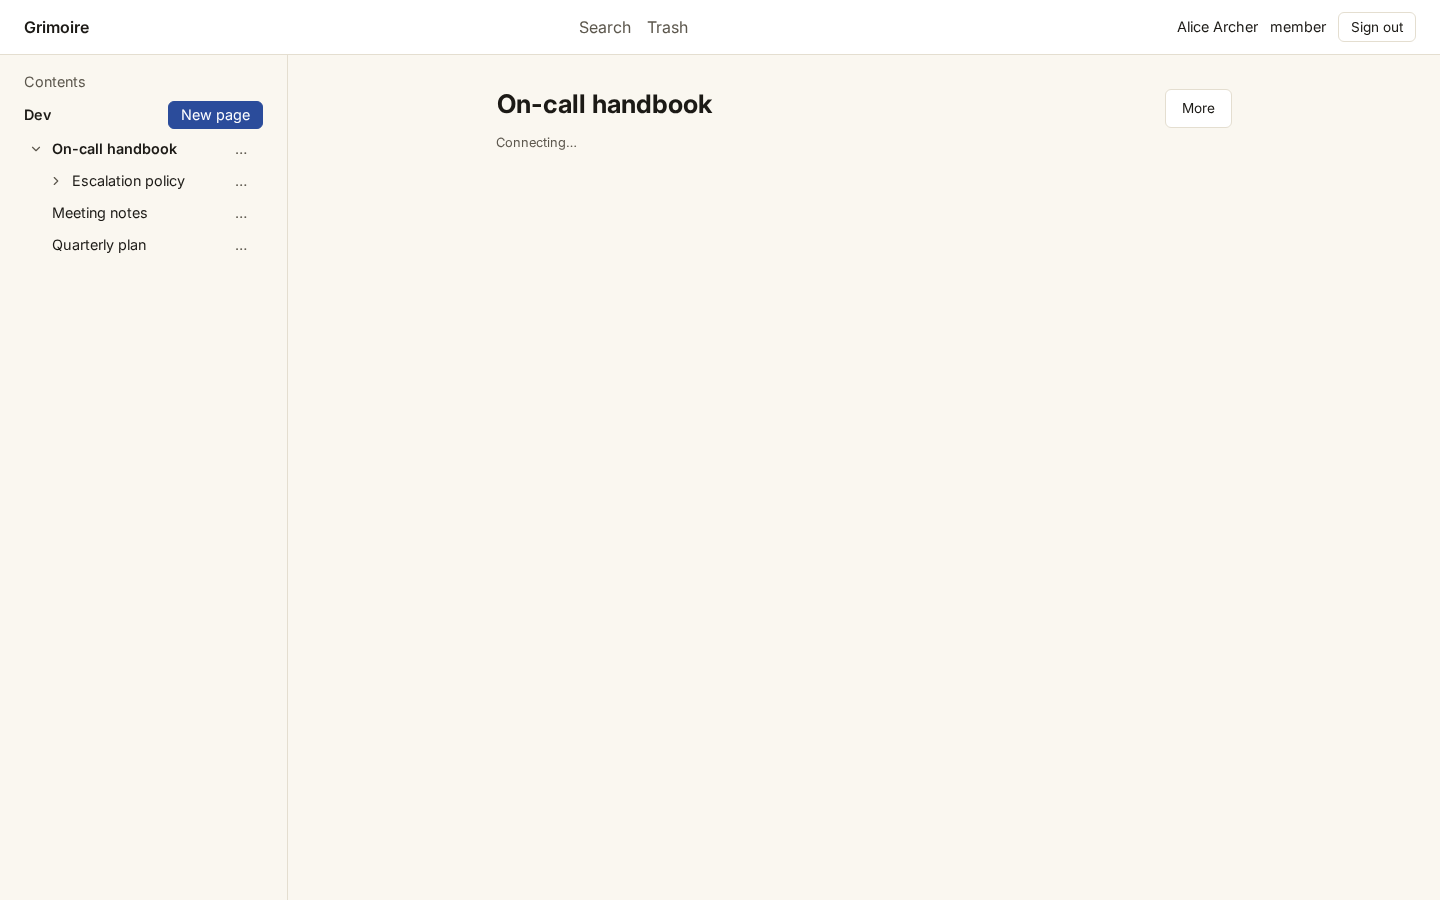 Grimoire
Search Trash
Alice Archer member Sign out
Contents
Dev New page
On-call handbook ...
Escalation policy ...
Meeting notes ...
Quarterly plan ...
On-call handbook
More
Connecting...